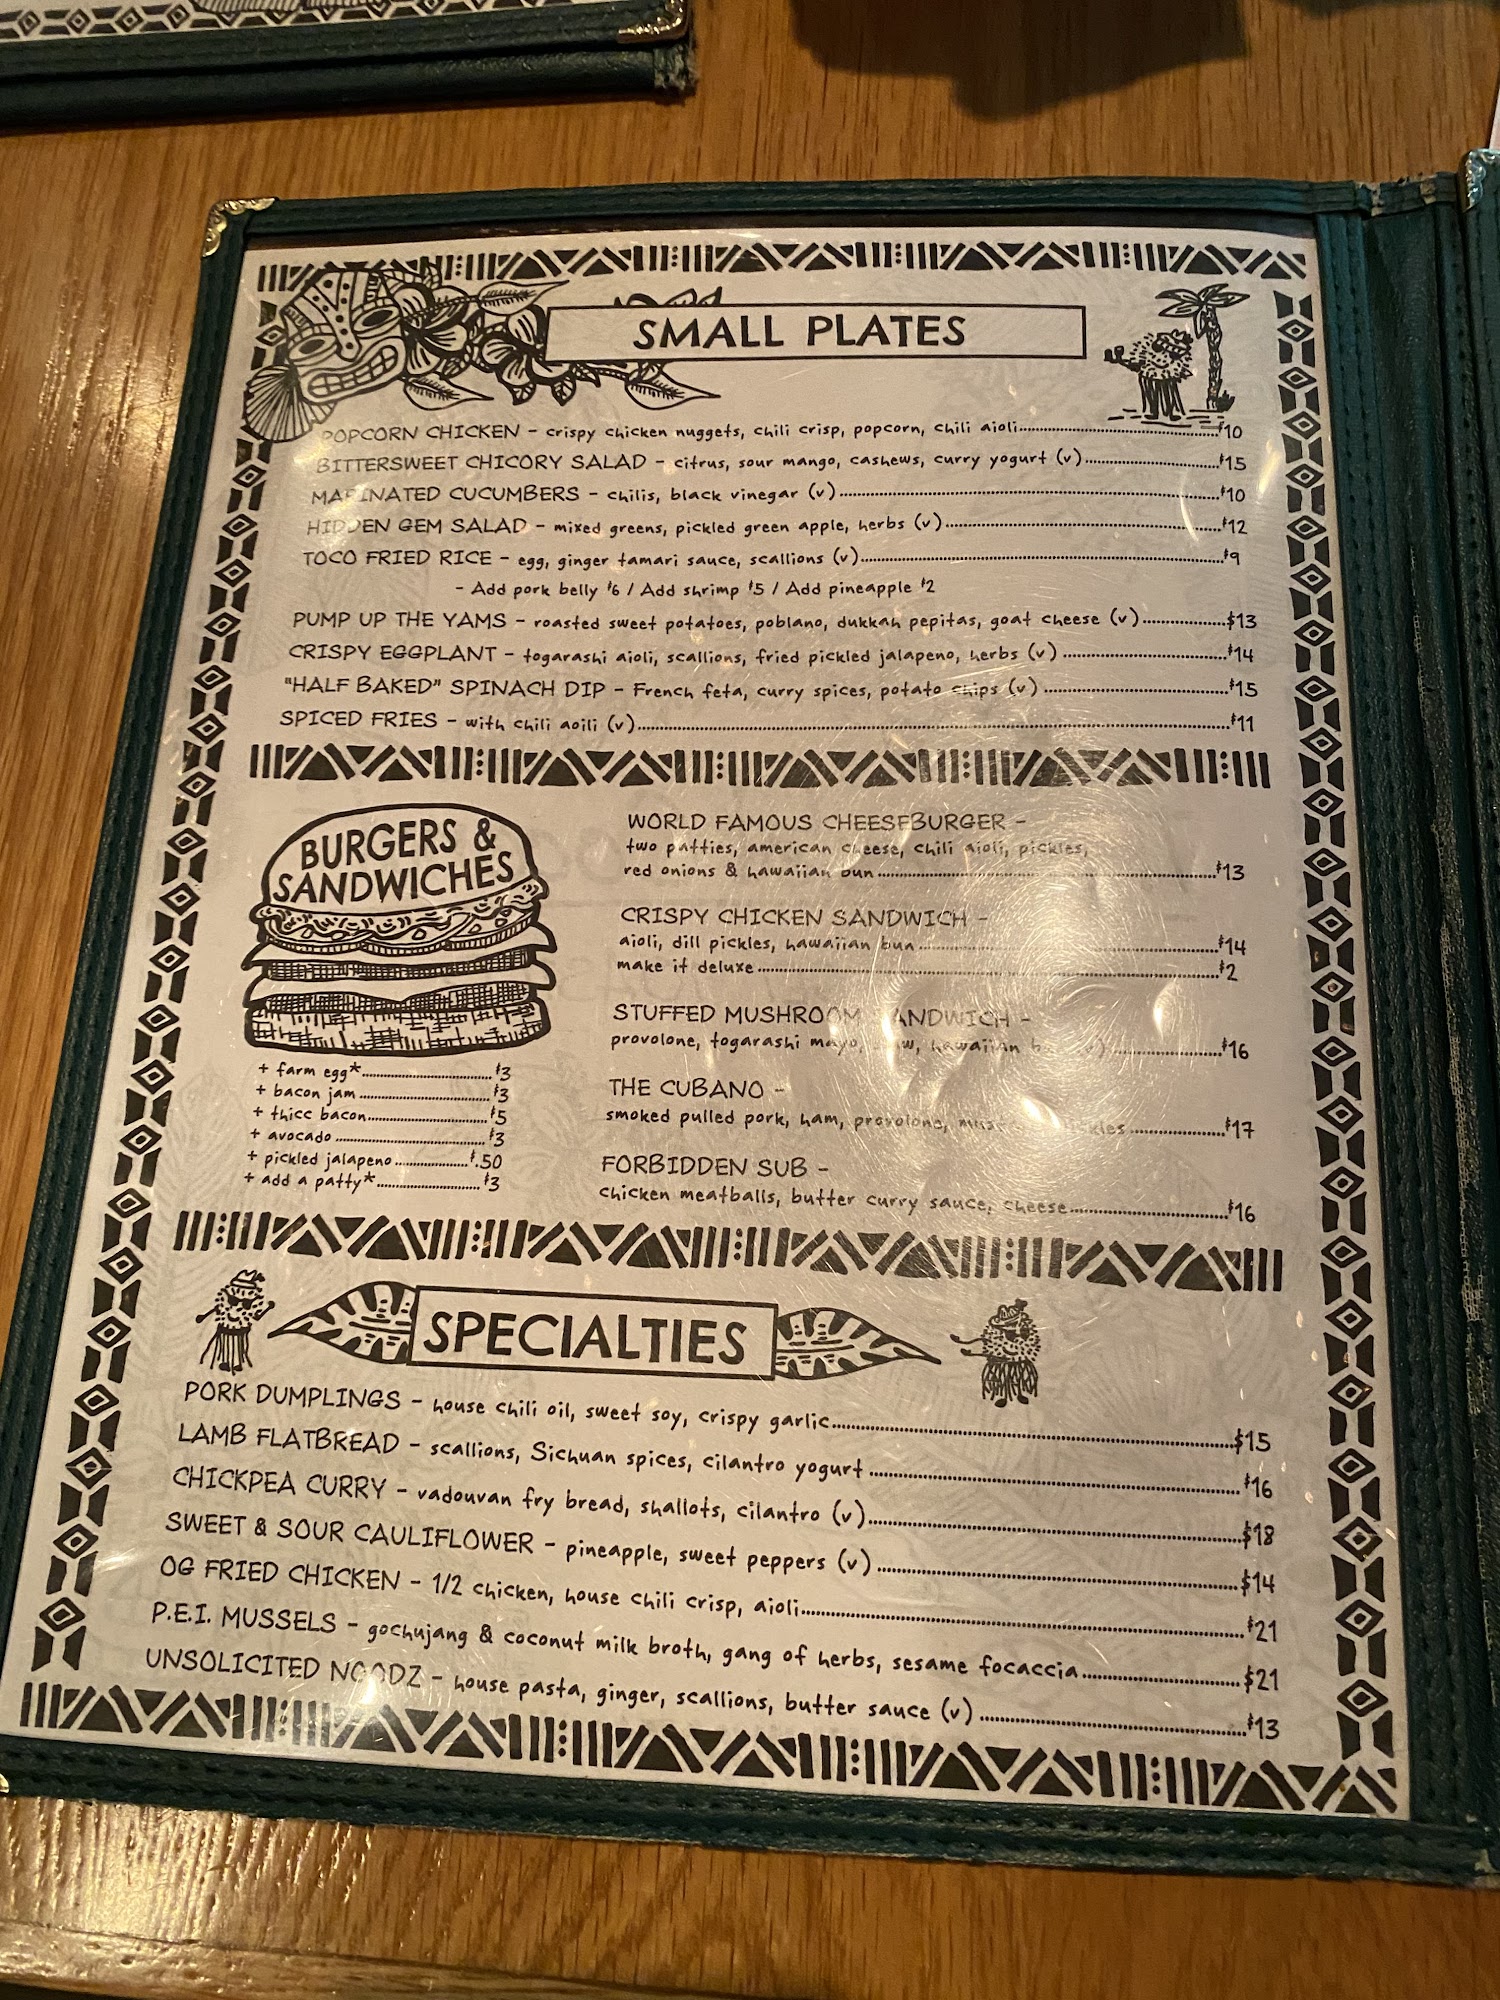 SMALL PLATES
POPCORN CHICKEN - crispy chicken nuggets, chili crisp, popcorn, chili aioli $10
BITTERSWEET CHICORY SALAD - citrus, sour mango, cashews, curry yogurt (v) $15
MARINATED CUCUMBERS - chilis, black vinegar (v) $10
HIDDEN GEM SALAD - mixed greens, pickled green apple, herbs (v) $12
TOCO FRIED RICE - egg, ginger tamari sauce, scallions (v) $9
- Add pork belly $6 / Add shrimp $5 / Add pineapple $2
PUMP UP THE YAMS - roasted sweet potatoes, poblano, dukkah pepitas, goat cheese (v) $13
CRISPY EGGPLANT - togarashi aioli, scallions, fried pickled jalapeno, herbs (v) $14
"HALF BAKED" SPINACH DIP - French feta, curry spices, potato chips (v) $15
SPICED FRIES - with chili aoili (v) $11
BURGERS &
SANDWICHES
+ farm egg* $3
+ bacon jam $3
+ thicc bacon $5
+ avocado $3
+ pickled jalapeno $.50
+ add a patty* $3
WORLD FAMOUS CHEESEBURGER -
two patties, american cheese, chili aioli, pickles,
red onions & hawaiian bun $13
CRISPY CHICKEN SANDWICH -
aioli, dill pickles, hawaiian bun $14
make it deluxe $2
STUFFED MUSHROOM SANDWICH -
provolone, togarashi mayo, hawaiian $16
THE CUBANO -
smoked pulled pork, ham, provolone, pickles $17
FORBIDDEN SUB -
chicken meatballs, butter curry sauce, cheese $16
SPECIALTIES
PORK DUMPLINGS - house chili oil, sweet soy, crispy garlic $15
LAMB FLATBREAD - scallions, Sichuan spices, cilantro yogurt $16
CHICKPEA CURRY - vadouvan fry bread, shallots, cilantro (v) $18
SWEET & SOUR CAULIFLOWER - pineapple, sweet peppers (v) $14
OG FRIED CHICKEN - 1/2 chicken, house chili crisp, aioli $21
P.E.I. MUSSELS - gochujang & coconut milk broth, gang of herbs, sesame focaccia $21
UNSOLICITED NOODZ - house pasta, ginger, scallions, butter sauce (v) $13